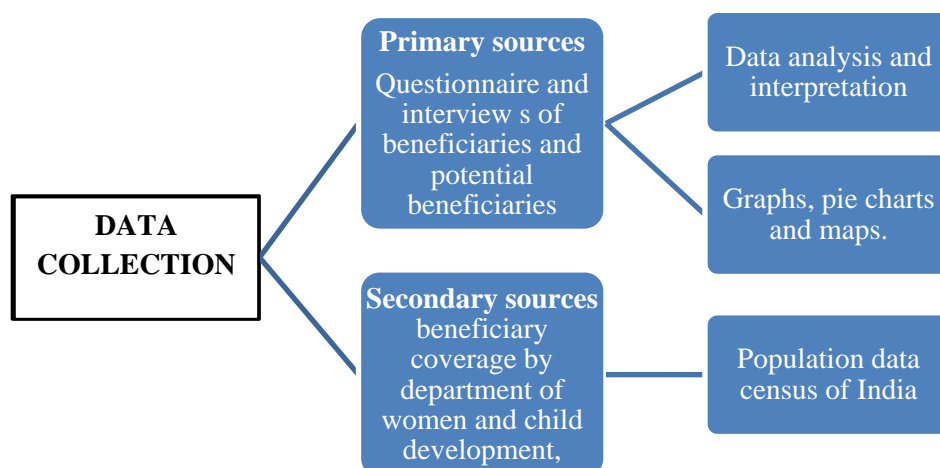 DATA
COLLECTION
Primary sources
Questionnaire and
interview s of
beneficiaries and
potential
beneficiaries
Data analysis and
interpretation
Graphs, pie charts
and maps.
Secondary sources
beneficiary
coverage by
department of
women and child
development,
Population data
census of India